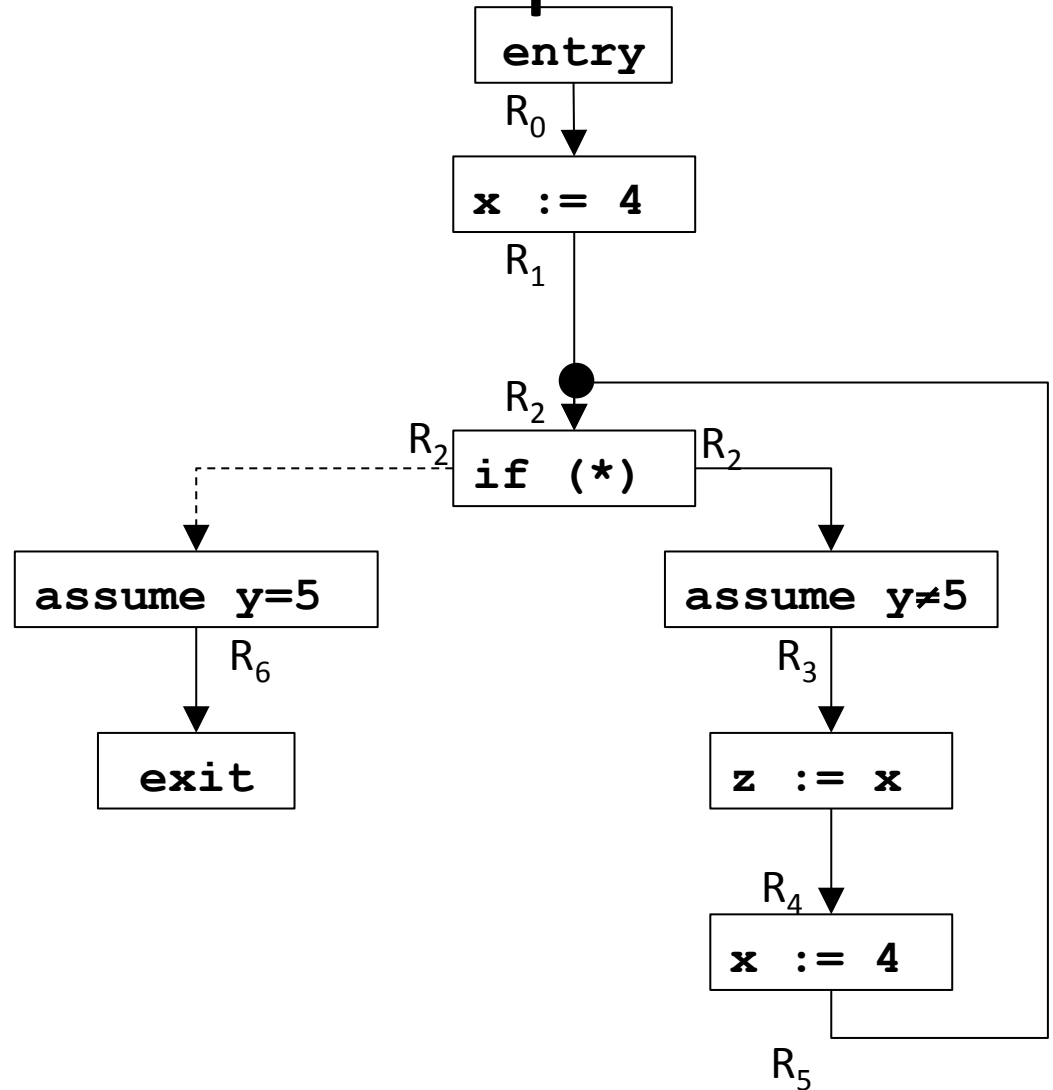 entry
R₀
x := 4
R₁
R₂
R₂
if (*)
R₂
assume y=5
assume y≠5
R₆
R₃
exit
z := x
R₄
x := 4
R₅